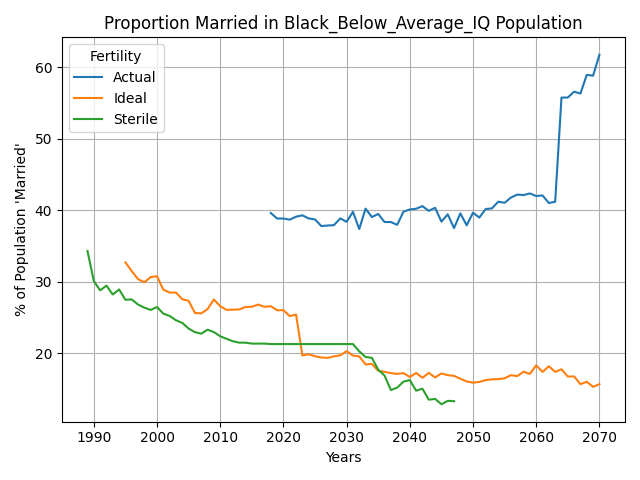 Proportion Married in Black_Below_Average_IQ Population
Fertility
Actual
Ideal
Sterile
% of Population 'Married'
60
50
40
30
20
1990 2000 2010 2020 2030 2040 2050 2060 2070
Years